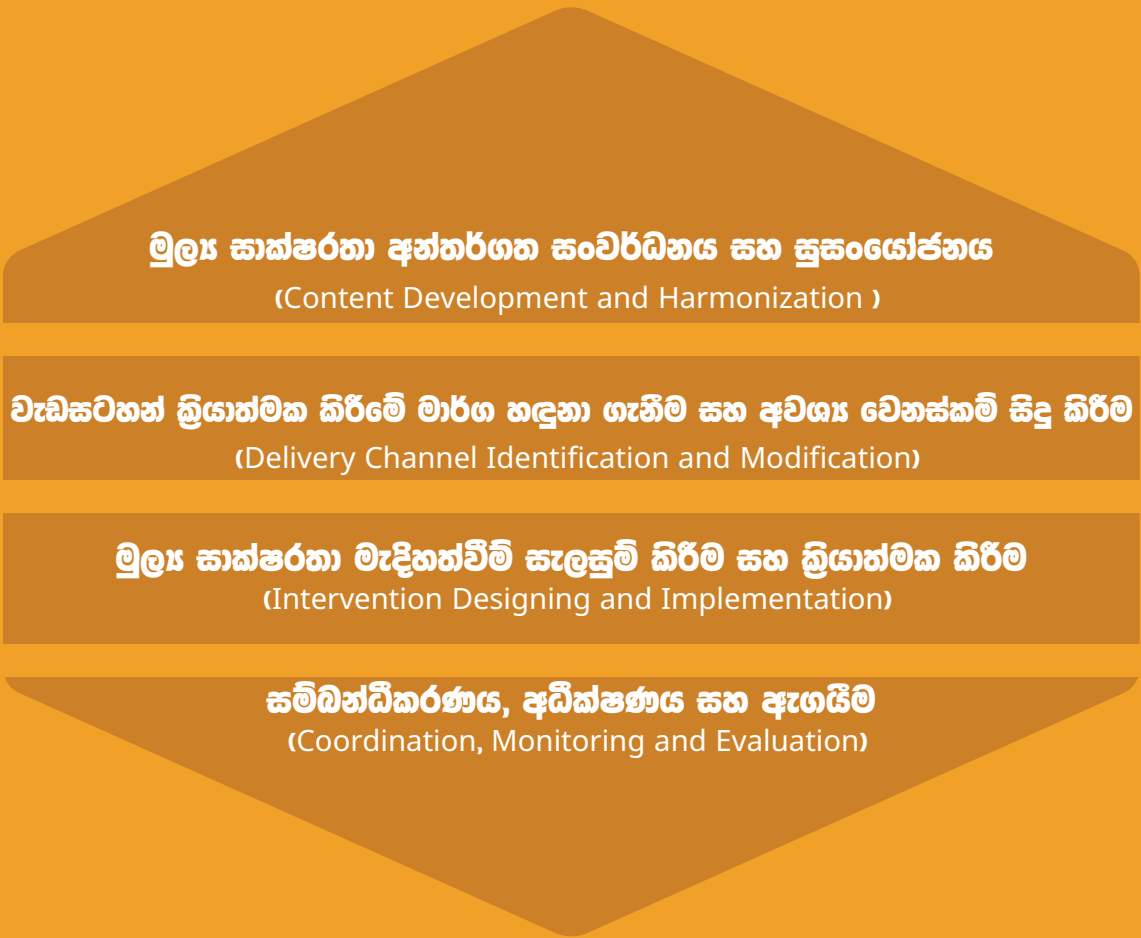 මූල්‍ය සාක්ෂරතා අන්තර්ගත සංවර්ධනය සහ සුසංයෝජනය
(Content Development and Harmonization )
වැඩසටහන් ක්‍රියාත්මක කිරීමේ මාර්ග හඳුනා ගැනීම සහ අවශ්‍ය වෙනස්කම් සිදු කිරීම
(Delivery Channel Identification and Modification)
මූල්‍ය සාක්ෂරතා මැදිහත්වීම් සැලසුම් කිරීම සහ ක්‍රියාත්මක කිරීම
(Intervention Designing and Implementation)
සම්බන්ධීකරණය, අධීක්ෂණය සහ ඇගයීම
(Coordination, Monitoring and Evaluation)